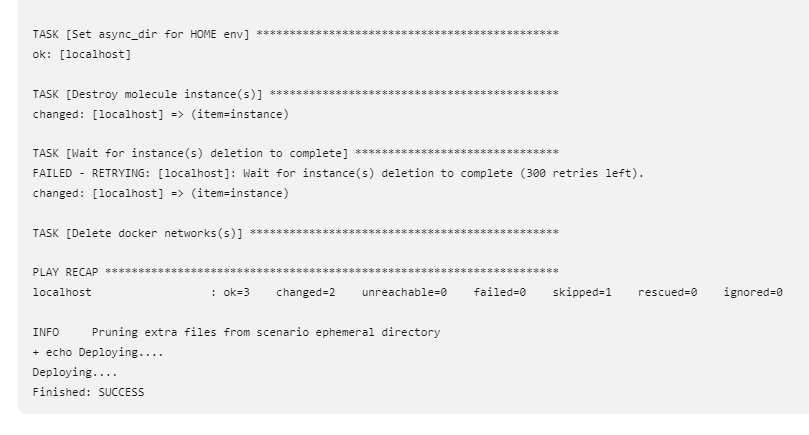 TASK [Set async_dir for HOME env] **********************************************
ok: [localhost]
TASK [Destroy molecule instance(s)] ********************************************
changed: [localhost] => (item=instance)
TASK [Wait for instance(s) deletion to complete] *******************************
FAILED - RETRYING: [localhost]: Wait for instance(s) deletion to complete (300 retries left).
changed: [localhost] => (item=instance)
TASK [Delete docker networks(s)] ***********************************************
PLAY RECAP *********************************************************************
localhost                  : ok=3    changed=2    unreachable=0    failed=0    skipped=1    rescued=0    ignored=0
INFO     Pruning extra files from scenario ephemeral directory
+ echo Deploying....
Deploying....
Finished: SUCCESS